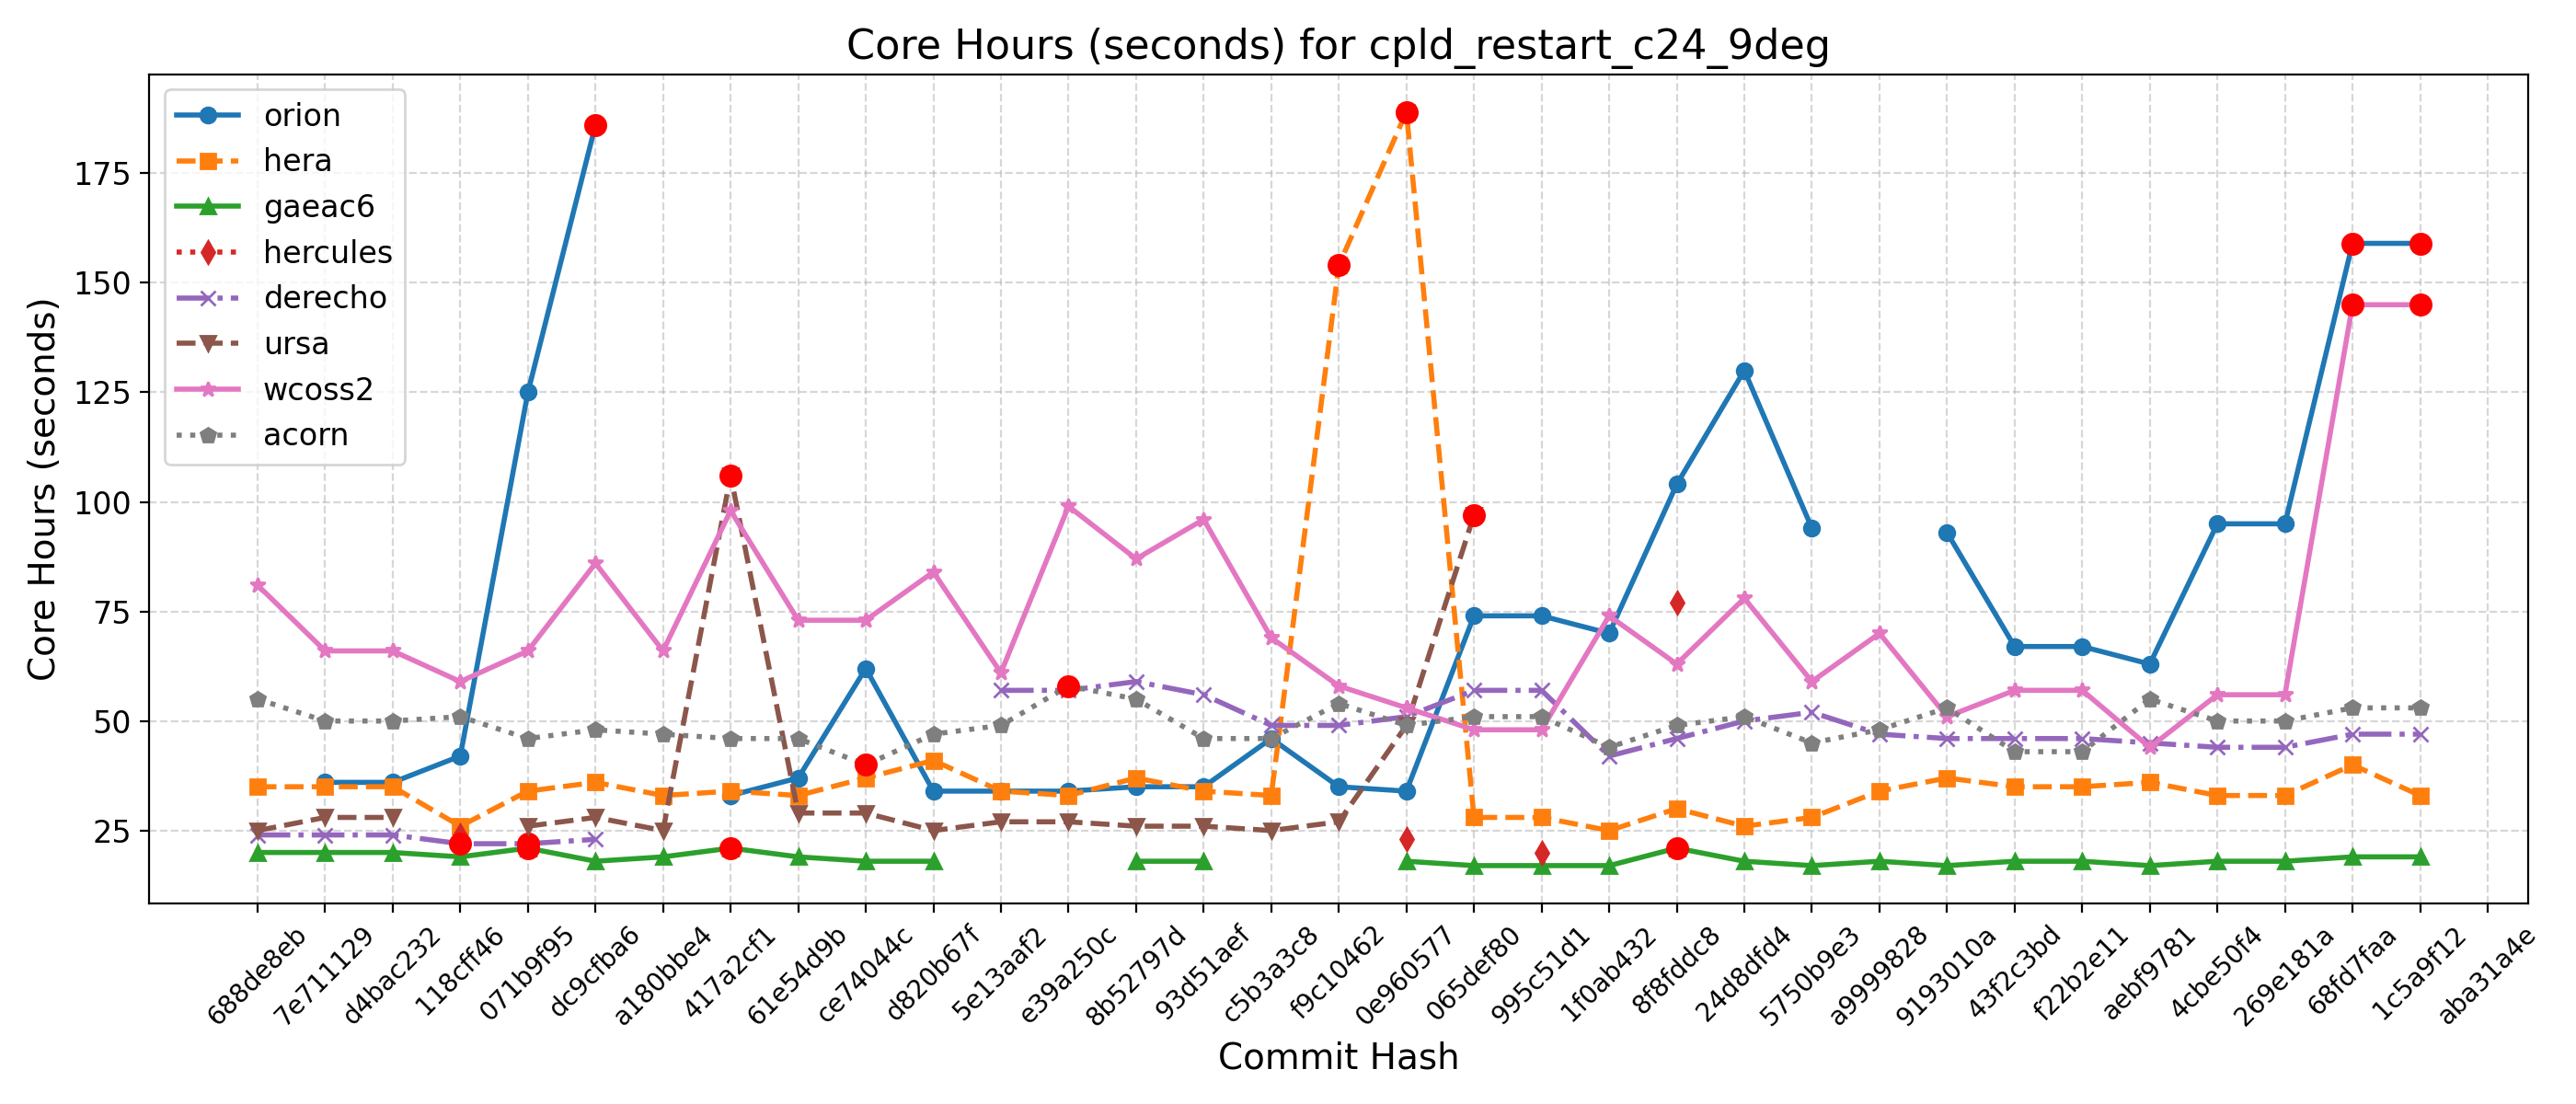 Core Hours (seconds) for cpld_restart_c24_9deg
Core Hours (seconds)
175
150
125
100
75
50
25
orion
hera
gaeac6
hercules
derecho
ursa
wcoss2
acorn
688de8eb
7e711129
d4bac232
118cff46
071b9f95
dc9cfba6
a180bbe4
417a2cf1
61e54d9b
ce74044c
d820b67f
5e13aaf2
e39a250c
8b52797d
93d51aef
c5b3a3c8
f9c10462
0e960577
065def80
995c51d1
1f0ab432
8f8fddc8
24d8dfd4
5750b9e3
a9999828
9193010a
43f2c3bd
f22b2e11
aebf9781
4cbe50f4
269e181a
68fd7faa
1c5a9f12
aba31a4e
Commit Hash